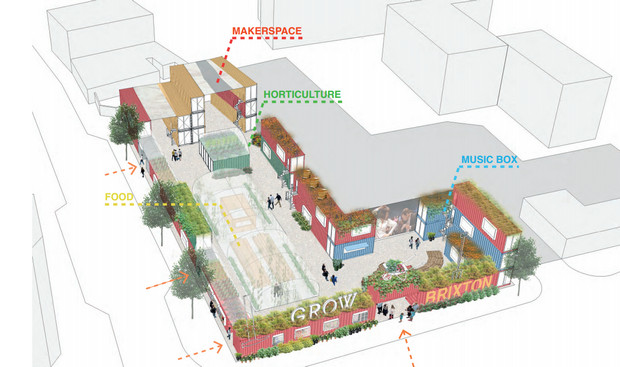 MAKERSPACE
HORTICULTURE
MUSIC BOX
FOOD
GROW
BRIXTON